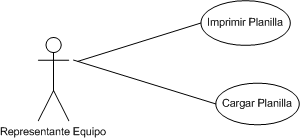 Imprimir Planilla
Cargar Planilla
Representante Equipo